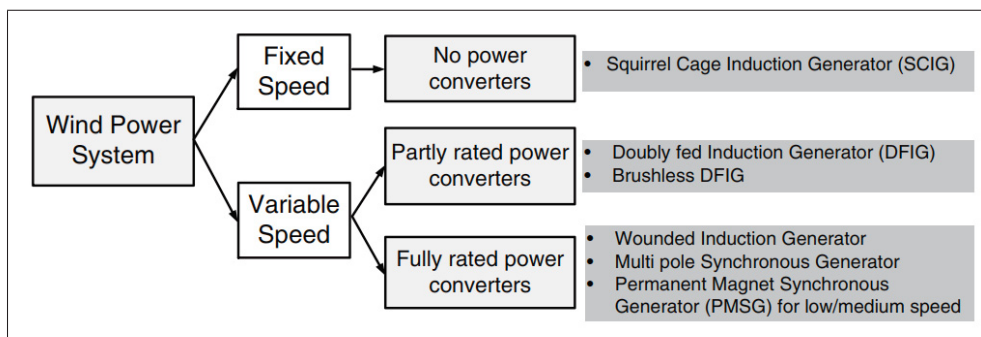 Wind Power
System
Fixed
Speed
No power
converters
• Squirrel Cage Induction Generator (SCIG)
Variable
Speed
Partly rated power
converters
• Doubly fed Induction Generator (DFIG)
• Brushless DFIG
Fully rated power
converters
• Wounded Induction Generator
• Multi pole Synchronous Generator
• Permanent Magnet Synchronous
Generator (PMSG) for low/medium speed